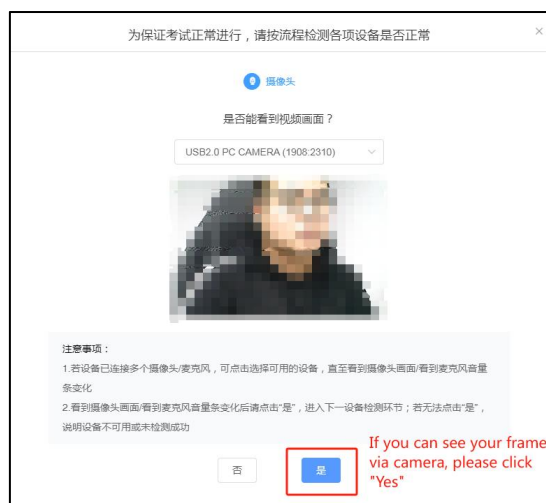 为保证考试正常进行，请按流程检测各项设备是否正常
摄像头
是否能看到视频画面？
USB2.0 PC CAMERA (1908:2310)
注意事项：
1.若设备已连接多个摄像头/麦克风，可点击选择可用的设备，直至看到摄像头画面/看到麦克风音量
条变化
2.看到摄像头画面/看到麦克风音量条变化后请点击“是”，进入下一设备检测环节；若无法点击“是”，
说明设备不可用或未检测成功
否
是
If you can see your frame
via camera, please click
"Yes"